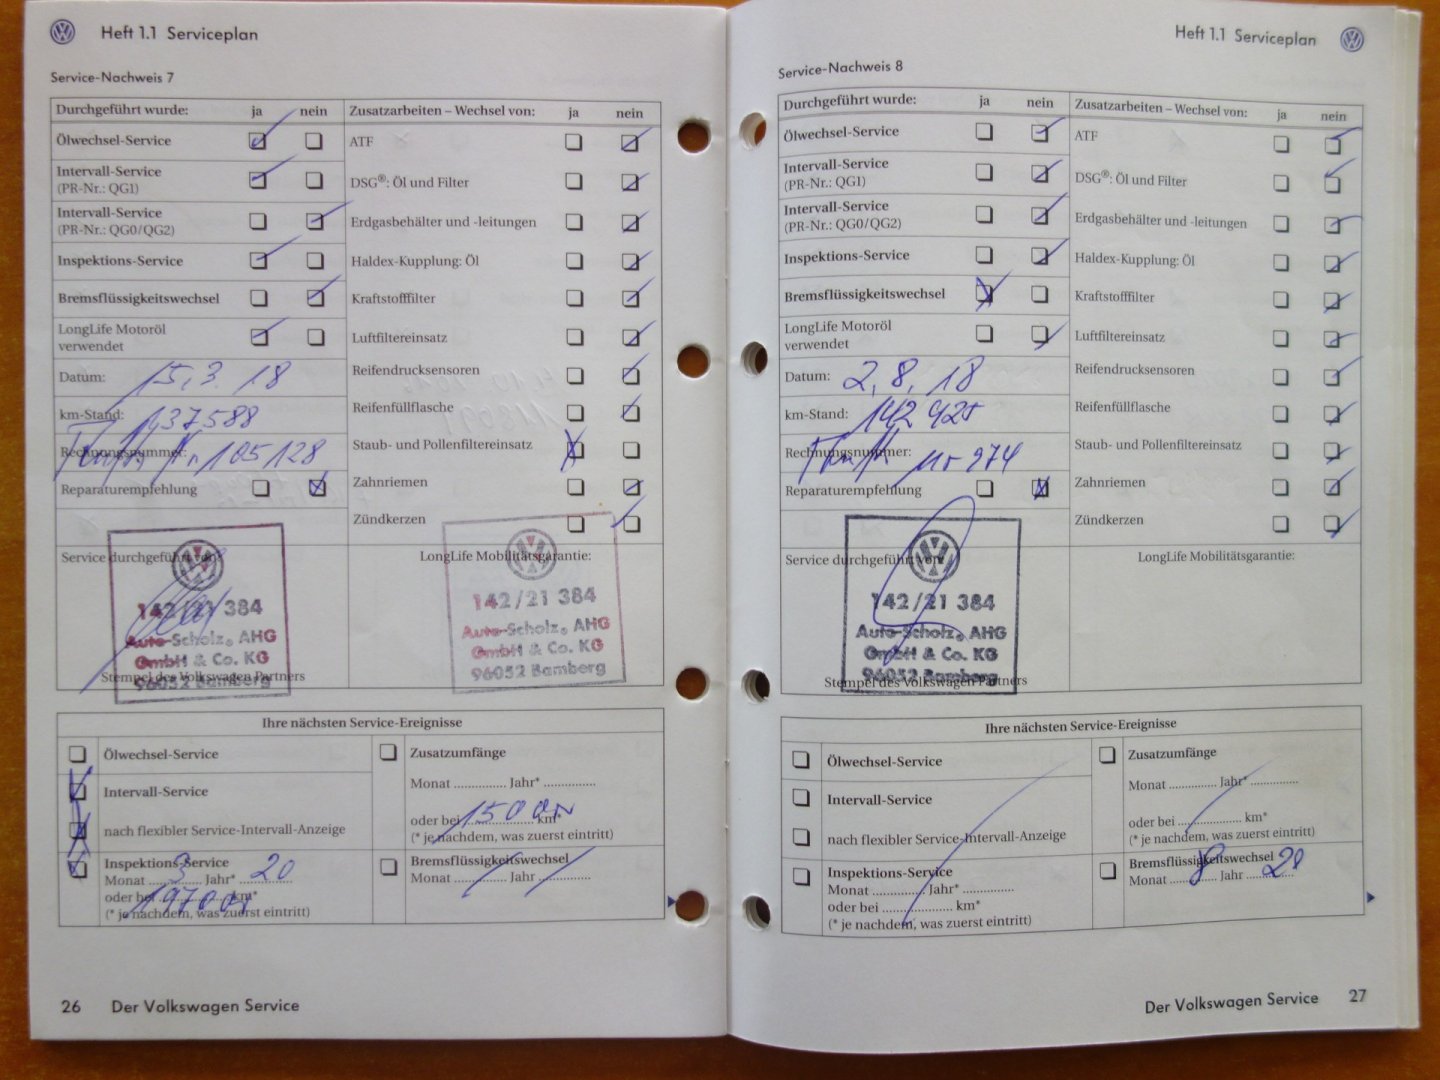 Heft 1.1 Serviceplan
Service-Nachweis 7
Durchgeführt wurde: ja nein
Zusatzarbeiten – Wechsel von: ja nein
Ölwechsel-Service
ATF
Intervall-Service
(PR-Nr.: QG1)
DSG®: Öl und Filter
Intervall-Service
(PR-Nr.: QG0/QG2)
Erdgasbehälter und -leitungen
Inspektions-Service
Haldex-Kupplung: Öl
Bremsflüssigkeitswechsel
Kraftstofffilter
LongLife Motoröl
verwendet
Luftfiltereinsatz
Datum: 15. 3. 18
Reifendrucksensoren
km-Stand: 137588
Reifenfüllflasche
Rechnungsnummer: 105128
Staub- und Pollenfiltereinsatz
Reparaturempfehlung
Zahnriemen
Zündkerzen
Service durchgeführt von:
LongLife Mobilitätsgarantie:
142/21 384
Auto-Scholz® AHG
GmbH & Co. KG
96052 Bamberg
Stempel des Volkswagen Partners
142/21 384
Auto-Scholz® AHG
GmbH & Co. KG
96052 Bamberg
Ihre nächsten Service-Ereignisse
Ölwechsel-Service
Intervall-Service
nach flexibler Service-Intervall-Anzeige
Inspektions-Service
Monat 3 Jahr* 20
oder bei km*
(* je nachdem, was zuerst eintritt)
Zusatzumfänge
Monat ............ Jahr* ............
oder bei km*
(* je nachdem, was zuerst eintritt)
Bremsflüssigkeitswechsel
Monat ............ Jahr ............
26 Der Volkswagen Service
Heft 1.1 Serviceplan
Service-Nachweis 8
Durchgeführt wurde: ja nein
Zusatzarbeiten – Wechsel von: ja nein
Ölwechsel-Service
ATF
Intervall-Service
(PR-Nr.: QG1)
DSG®: Öl und Filter
Intervall-Service
(PR-Nr.: QG0/QG2)
Erdgasbehälter und -leitungen
Inspektions-Service
Haldex-Kupplung: Öl
Bremsflüssigkeitswechsel
Kraftstofffilter
LongLife Motoröl
verwendet
Luftfiltereinsatz
Datum: 2. 8. 18
Reifendrucksensoren
km-Stand:
Reifenfüllflasche
Rechnungsnummer:
Staub- und Pollenfiltereinsatz
Reparaturempfehlung
Zahnriemen
Zündkerzen
Service durchgeführt von:
LongLife Mobilitätsgarantie:
142/21 384
Auto-Scholz® AHG
GmbH & Co. KG
96052 Bamberg
Stempel des Volkswagen Partners
Ihre nächsten Service-Ereignisse
Ölwechsel-Service
Intervall-Service
nach flexibler Service-Intervall-Anzeige
Inspektions-Service
Monat ............ Jahr* ............
oder bei .................... km*
(* je nachdem, was zuerst eintritt)
Zusatzumfänge
Monat ............ Jahr* ............
oder bei .................... km*
(* je nachdem, was zuerst eintritt)
Bremsflüssigkeitswechsel
Monat 8 Jahr 20
Der Volkswagen Service 27